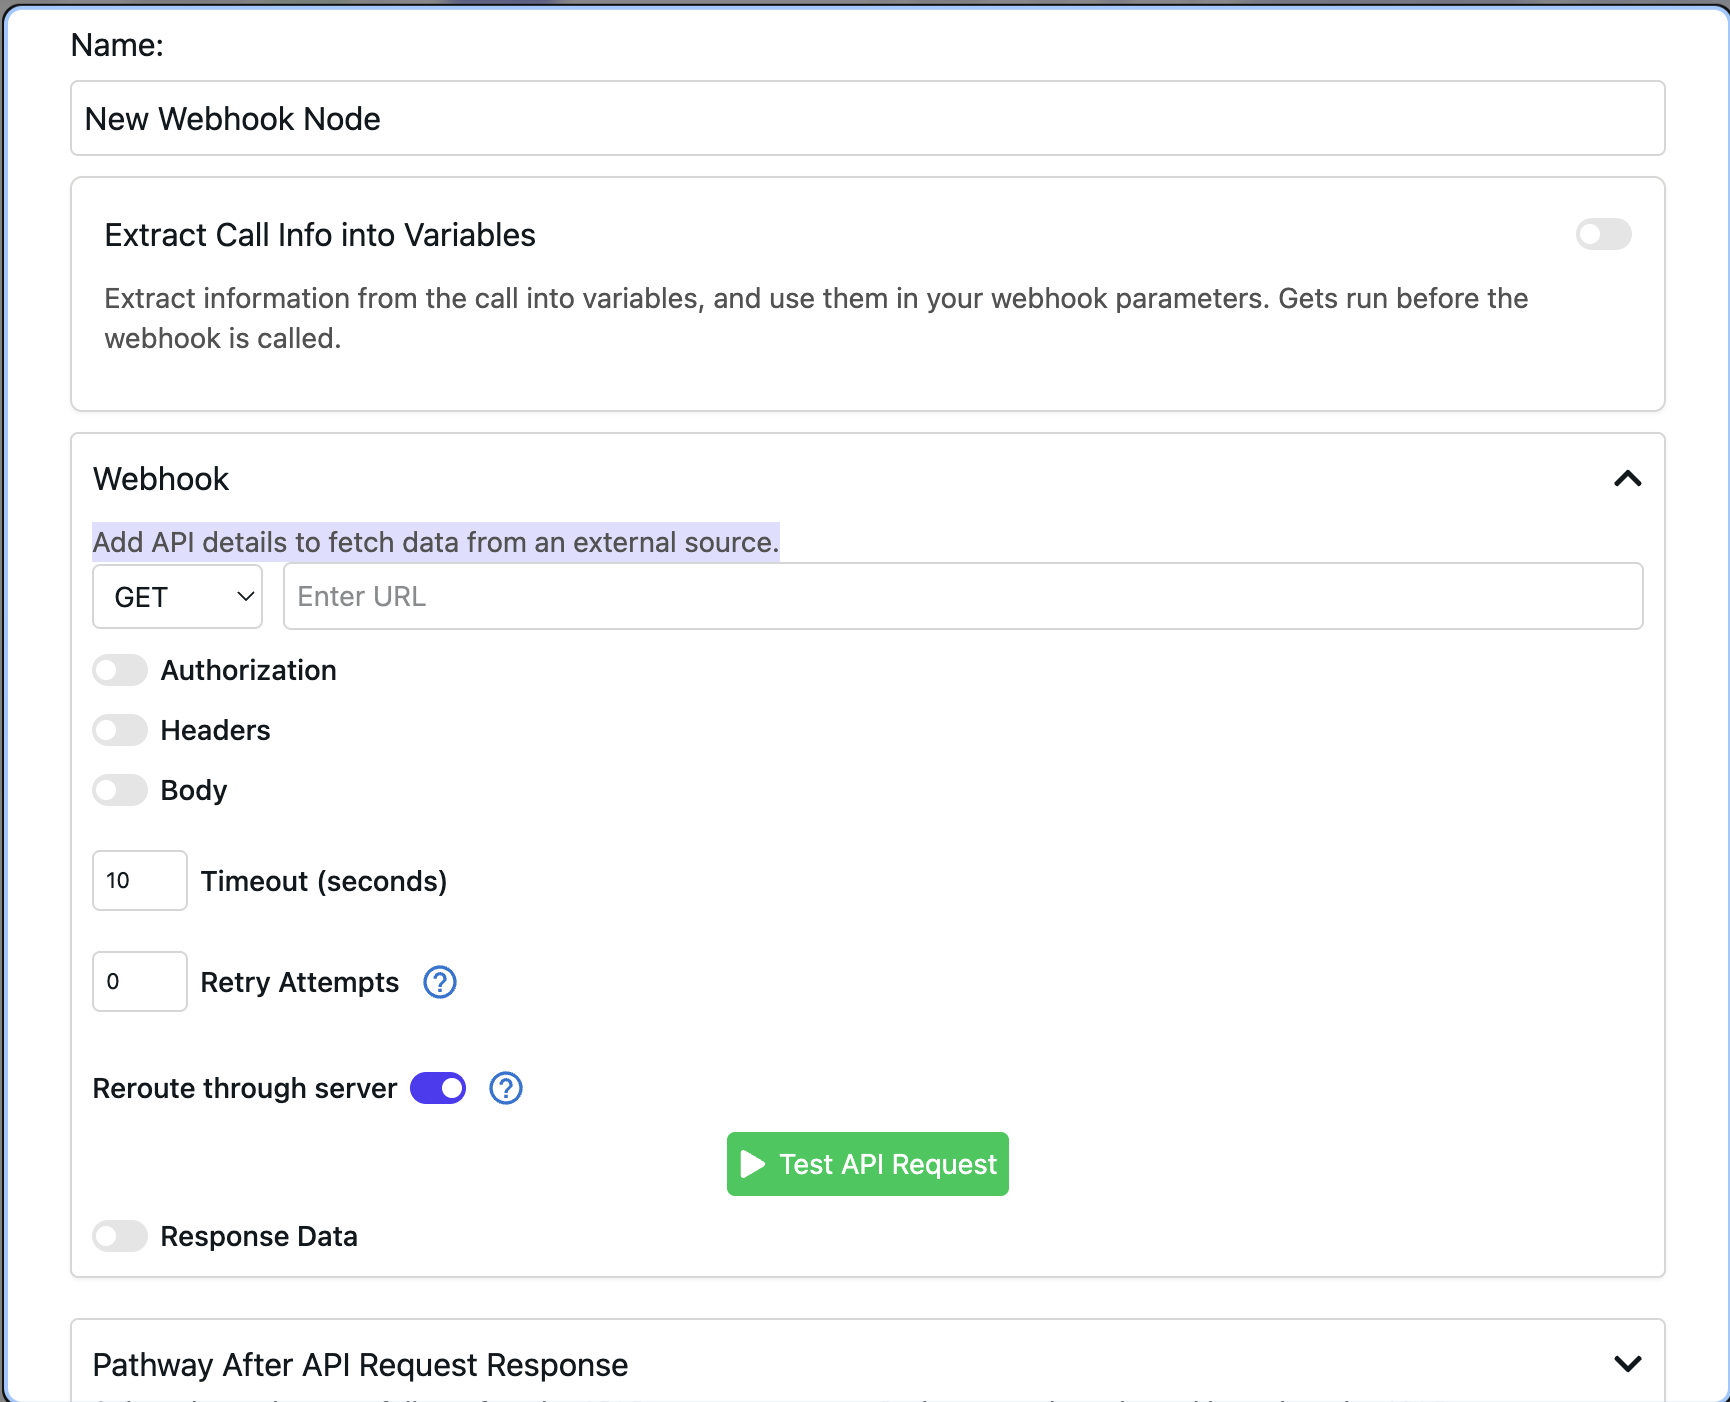 Name:
New Webhook Node
Extract Call Info into Variables
Extract information from the call into variables, and use them in your webhook parameters. Gets run before the
webhook is called.
Webhook
Add API details to fetch data from an external source.
GET
Enter URL
Authorization
Headers
Body
10 Timeout (seconds)
0 Retry Attempts ?
Reroute through server ?
Test API Request
Response Data
Pathway After API Request Response